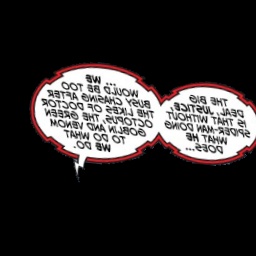 THE BIG
DEAL, JUSTICE,
IS THAT WITHOUT
SPIDER-MAN DOING
WHAT HE
DOES...
... WE
WOULD BE TOO
BUSY CHASING AFTER
THE LIKES OF DOCTOR
OCTOPUS, THE GREEN
GOBLIN AND VENOM
TO DO WHAT
WE DO.